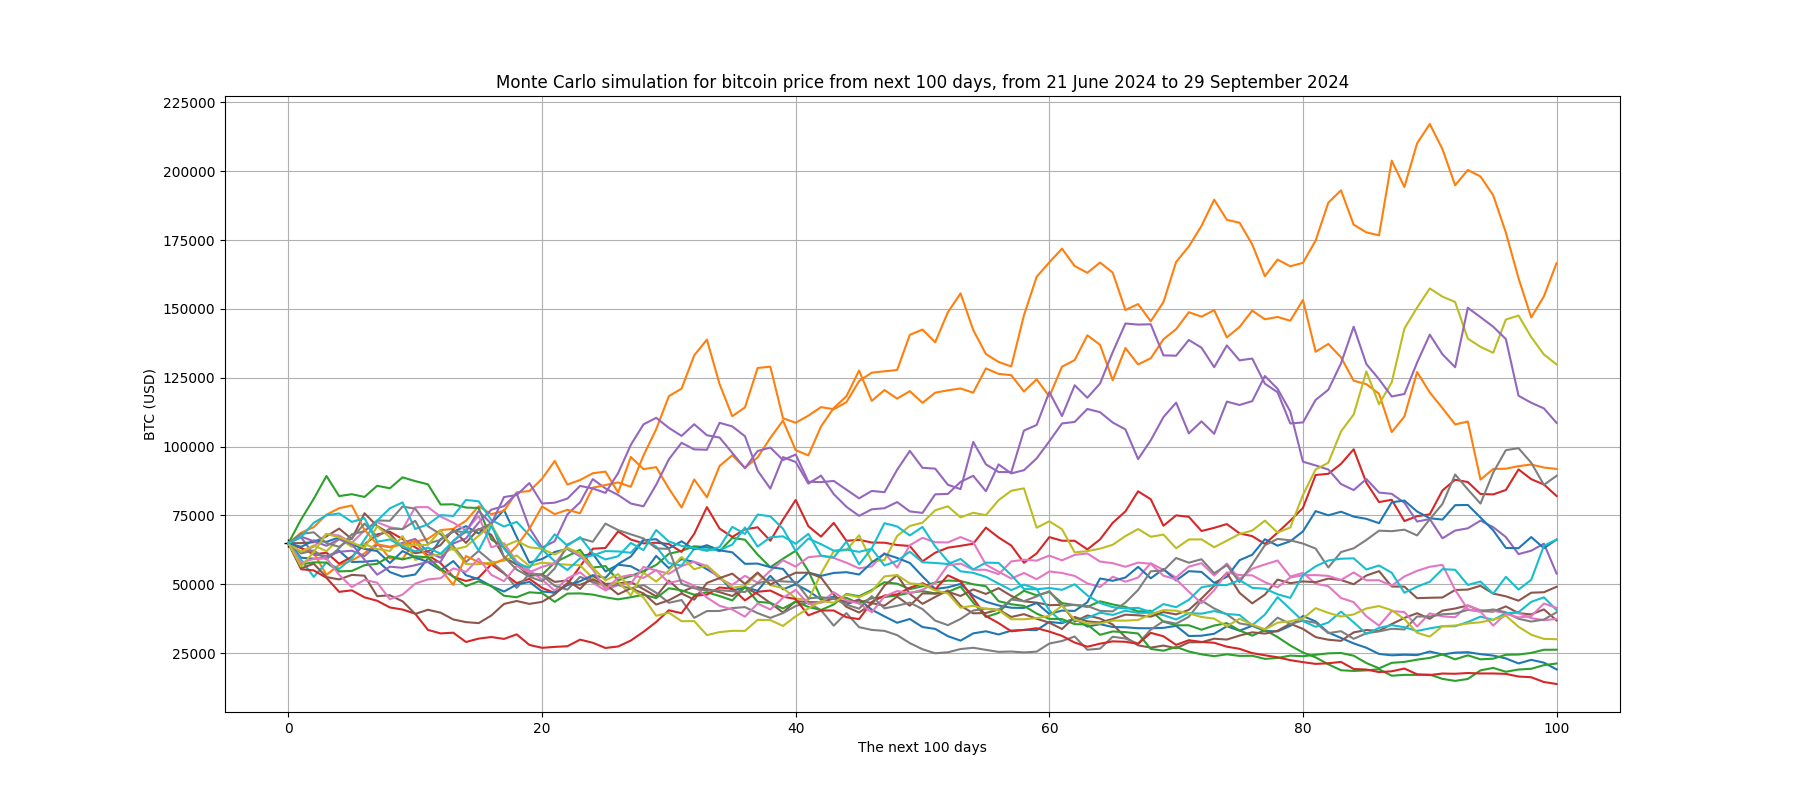 Monte Carlo simulation for bitcoin price from next 100 days, from 21 June 2024 to 29 September 2024
225000
200000
175000
150000
125000
100000
75000
50000
25000
BTC (USD)
0 20 40 60 80 100
The next 100 days